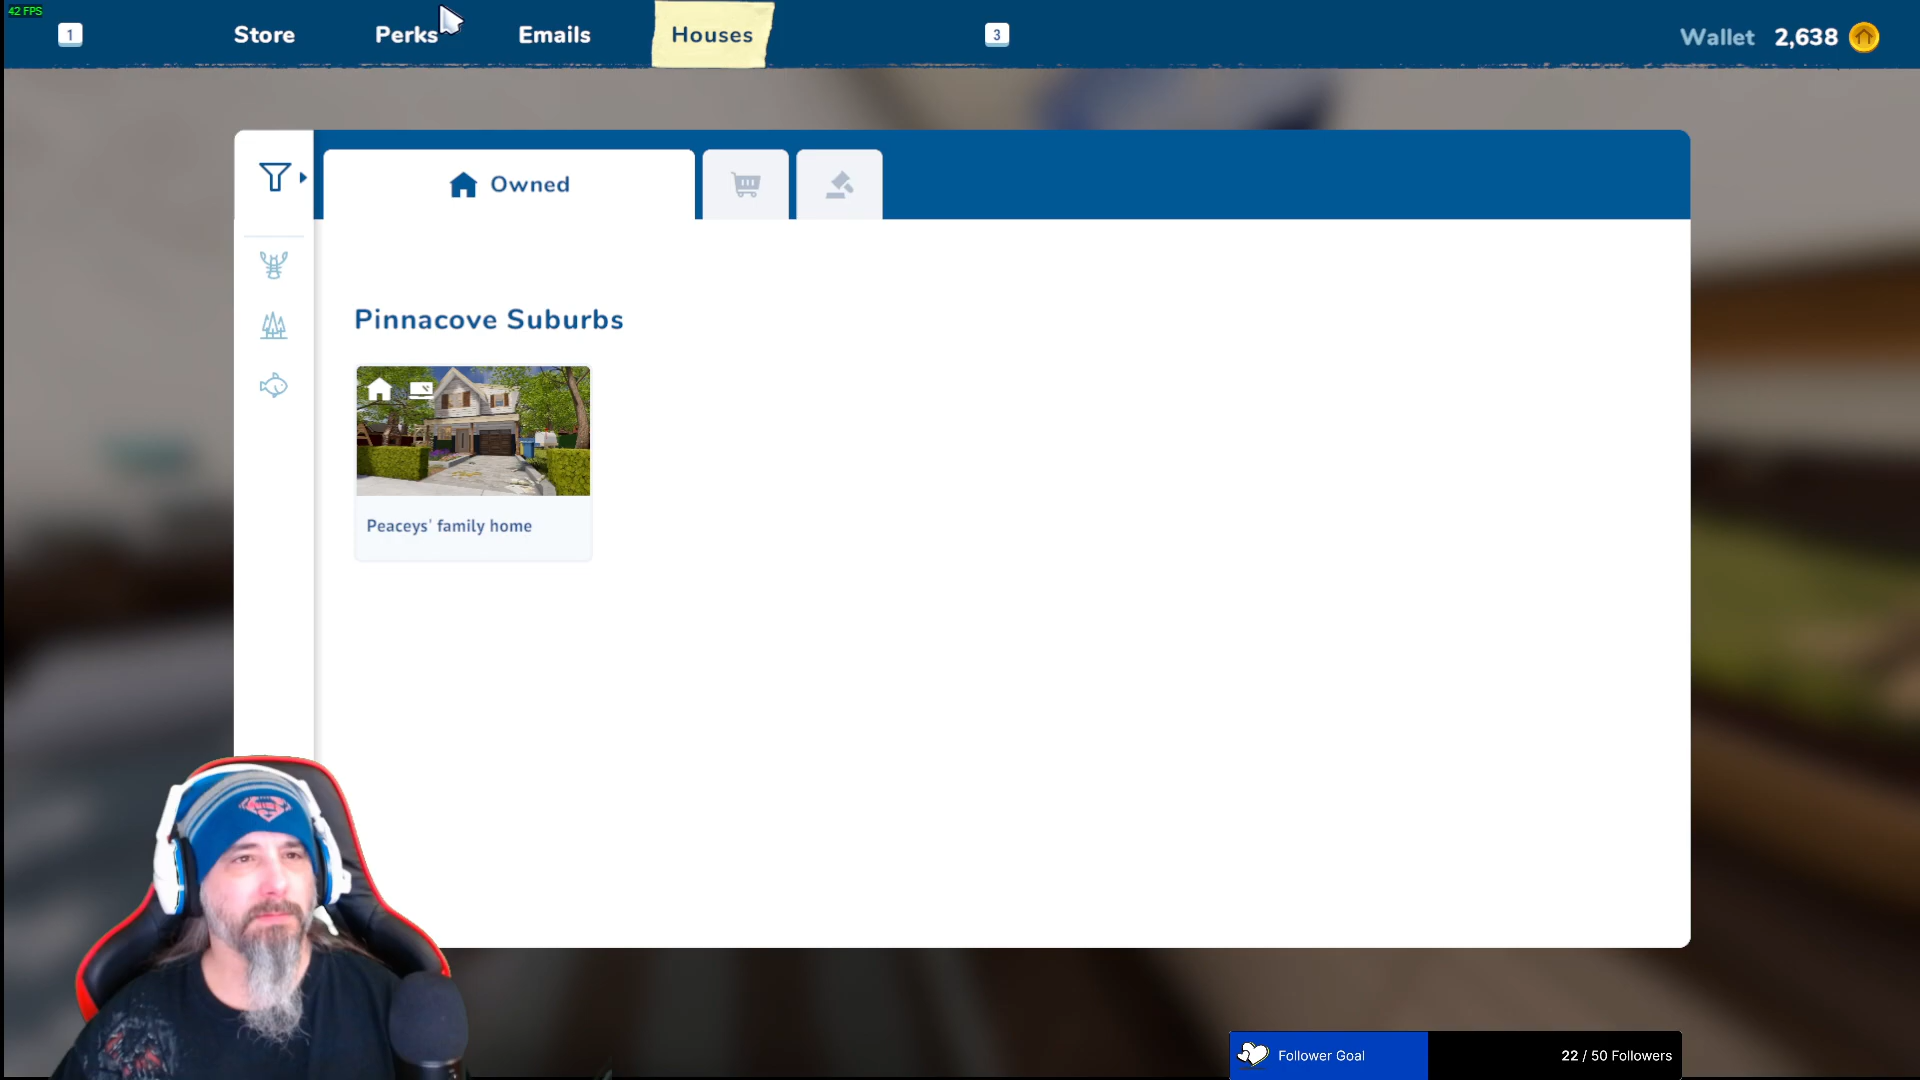 42 FPS
1
Store
Perks
Emails
Houses
3
Wallet 2,638
Owned
Pinnacove Suburbs
Peaceys' family home
Follower Goal
22 / 50 Followers